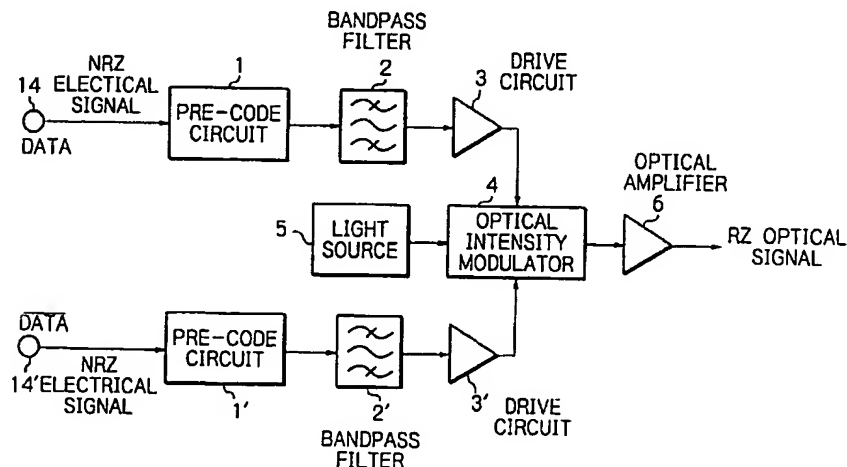 BANDPASS
FILTER
2
NRZ
ELECTICAL
SIGNAL
14
DATA
1
PRE-CODE
CIRCUIT
DRIVE
CIRCUIT
3
OPTICAL
AMPLIFIER
6
5
LIGHT
SOURCE
4
OPTICAL
INTENSITY
MODULATOR
RZ OPTICAL
SIGNAL
DATA
14'
NRZ
ELECTRICAL
SIGNAL
PRE-CODE
CIRCUIT
1'
2'
BANDPASS
FILTER
3'
DRIVE
CIRCUIT